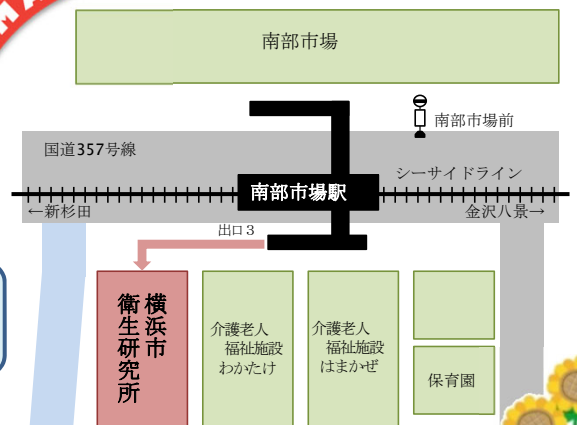 MA
南部市場
南部市場前
国道357号線
シーサイドライン
南部市場駅
←新杉田
金沢八景→
出口3
横浜市
衛生研究所
介護老人
福祉施設
わかたけ
介護老人
福祉施設
はまかぜ
保育園